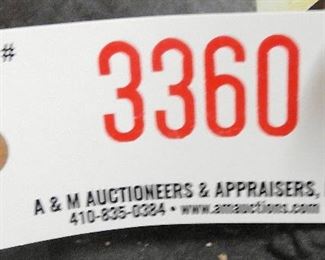 #
3360
A & M AUCTIONEERS & APPRAISERS,
410-835-0384 • www.amauctions.com